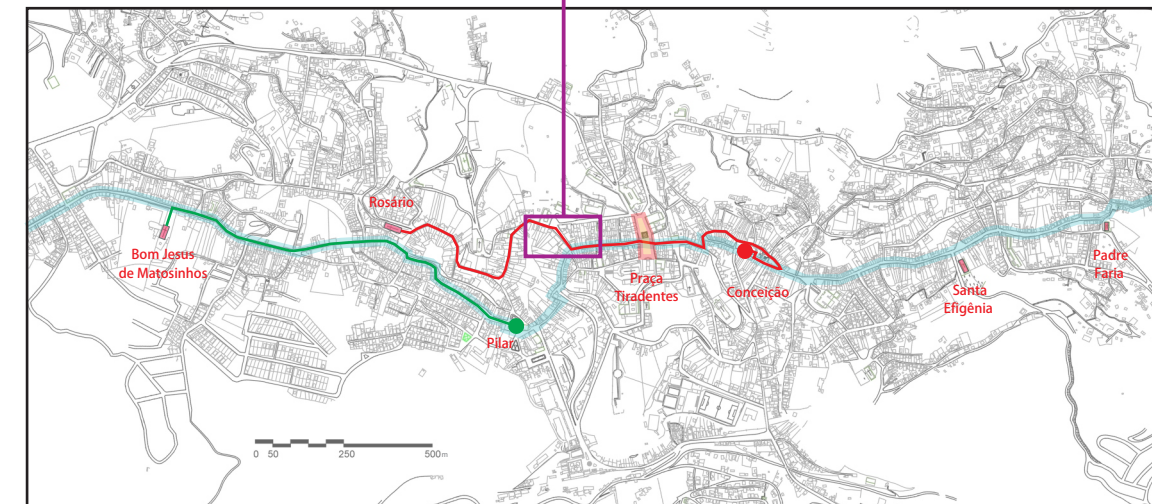 Rosário
Bom Jesus
de Matosinhos
Pilar
Praça
Tiradentes
Conceição
Santa
Efigênia
Padre
Faria
0 50 250 500m